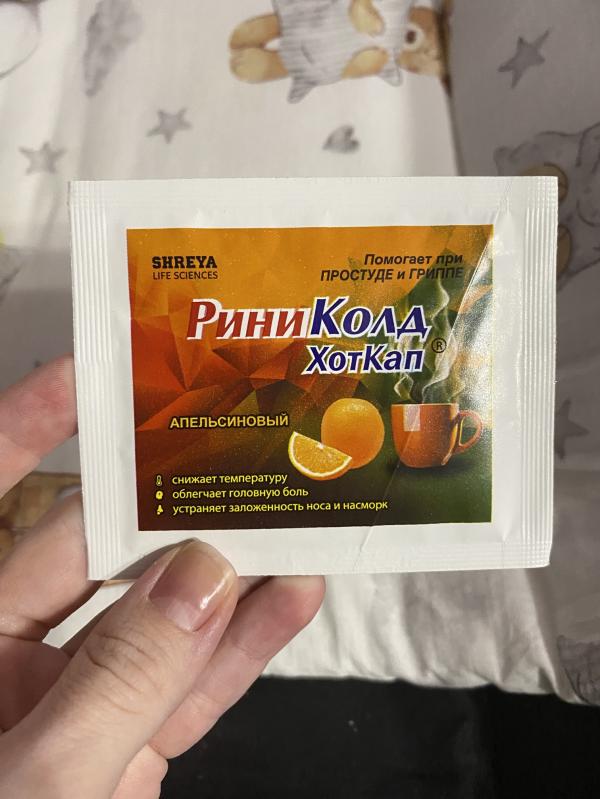 SHREYA
LIFE SCIENCES
Помогает при
ПРОСТУДЕ и ГРИППЕ
РиниКолд
ХотКап ®
АПЕЛЬСИНОВЫЙ
снижает температуру
облегчает головную боль
устраняет заложенность носа и насморк